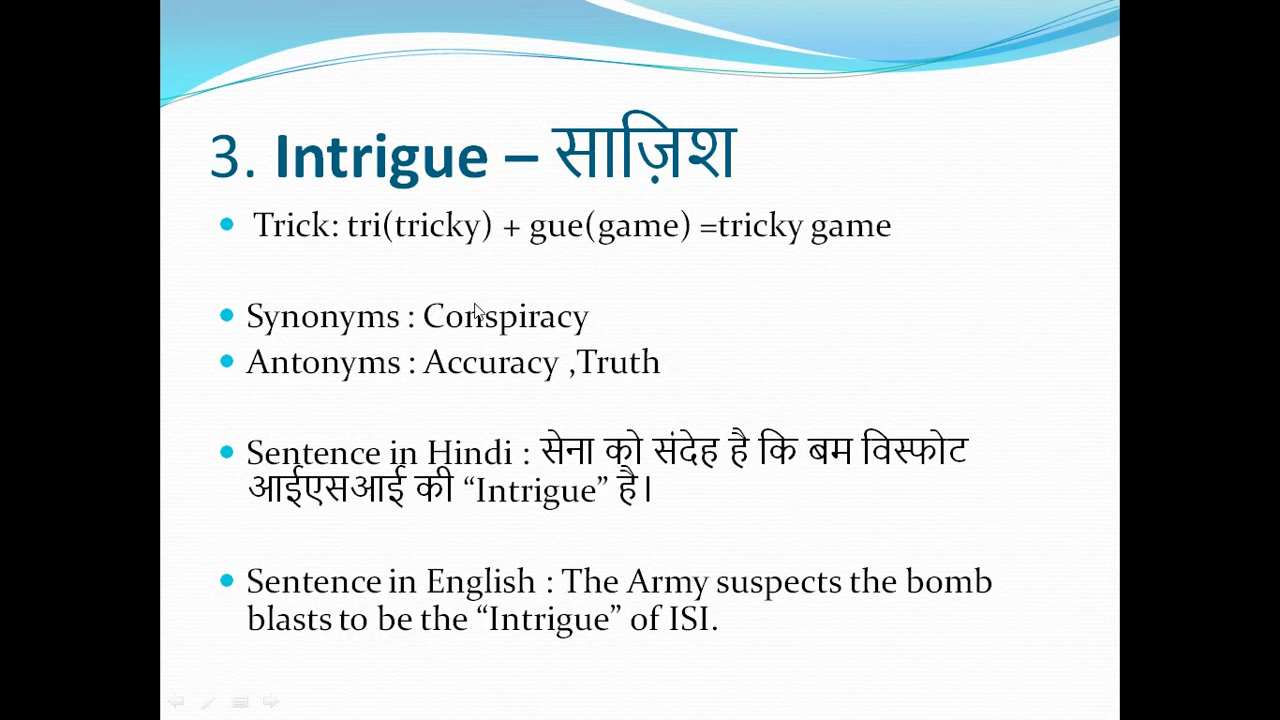 3. Intrigue – साज़िश
Trick: tri(tricky) + gue(game) =tricky game
Synonyms : Conspiracy
Antonyms : Accuracy ,Truth
Sentence in Hindi : सेना को संदेह है कि बम विस्फोट
आईएसआई की “Intrigue” है।
Sentence in English : The Army suspects the bomb
blasts to be the “Intrigue” of ISI.